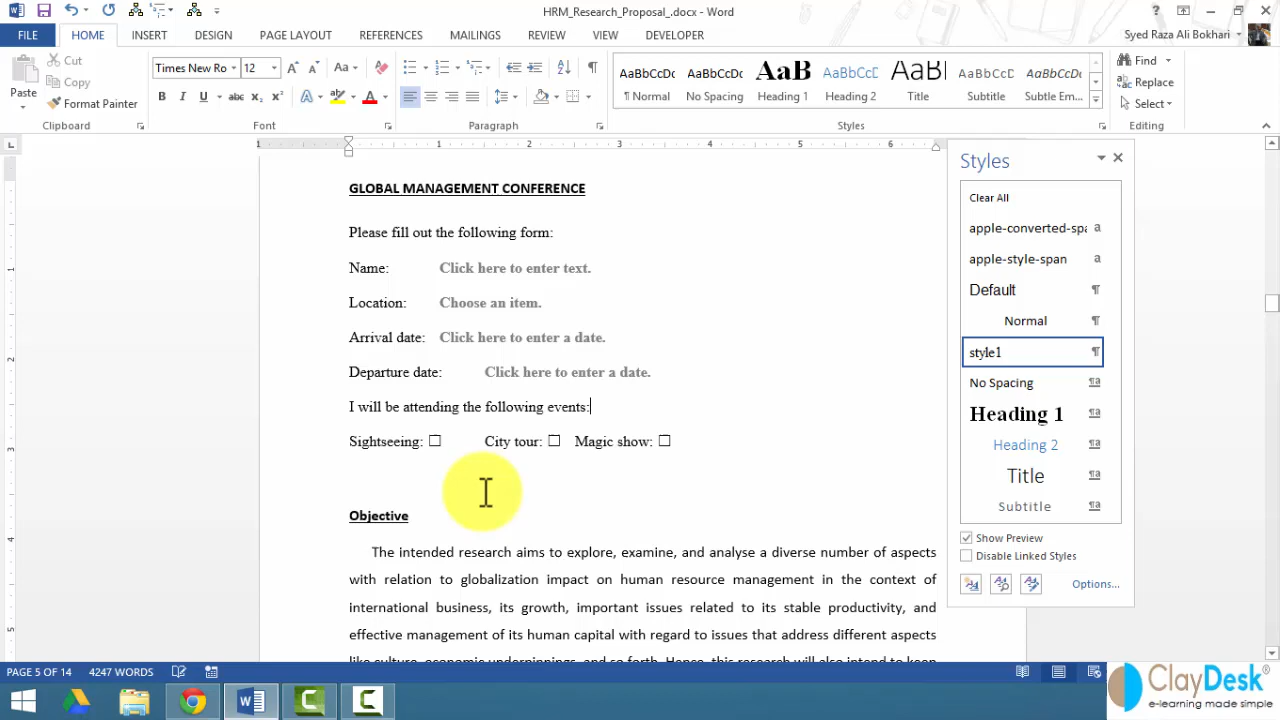 HRM_Research_Proposal_.docx - Word
FILE HOME INSERT DESIGN PAGE LAYOUT REFERENCES MAILINGS REVIEW VIEW DEVELOPER
Syed Raza Ali Bokhari
Paste
Cut
Copy
Format Painter
Clipboard
Times New Ro 12
Font
Paragraph
AaBbCcDc AaBbCcDc AaB AaBbCcD AaB AaBbCcD AaBbCcD
¶ Normal No Spacing Heading 1 Heading 2 Title Subtitle Subtle Em...
Styles
Find
Replace
Select
Editing
1 1 2 3 4 5 6
GLOBAL MANAGEMENT CONFERENCE
Please fill out the following form:
Name: Click here to enter text.
Location: Choose an item.
Arrival date: Click here to enter a date.
Departure date: Click here to enter a date.
I will be attending the following events:
Sightseeing: ☐ City tour: ☐ Magic show: ☐
Objective
The intended research aims to explore, examine, and analyse a diverse number of aspects
with relation to globalization impact on human resource management in the context of
international business, its growth, important issues related to its stable productivity, and
effective management of its human capital with regard to issues that address different aspects
like culture, economic underpinnings, and so forth. Hence, this research will also intend to keep
Styles
Clear All
apple-converted-spa a
apple-style-span a
Default ¶
Normal ¶
style1 ¶
No Spacing ¶a
Heading 1 ¶a
Heading 2 ¶a
Title ¶a
Subtitle ¶a
Show Preview
Disable Linked Styles
Options...
PAGE 5 OF 14 4247 WORDS
ClayDesk®
e-learning made simple